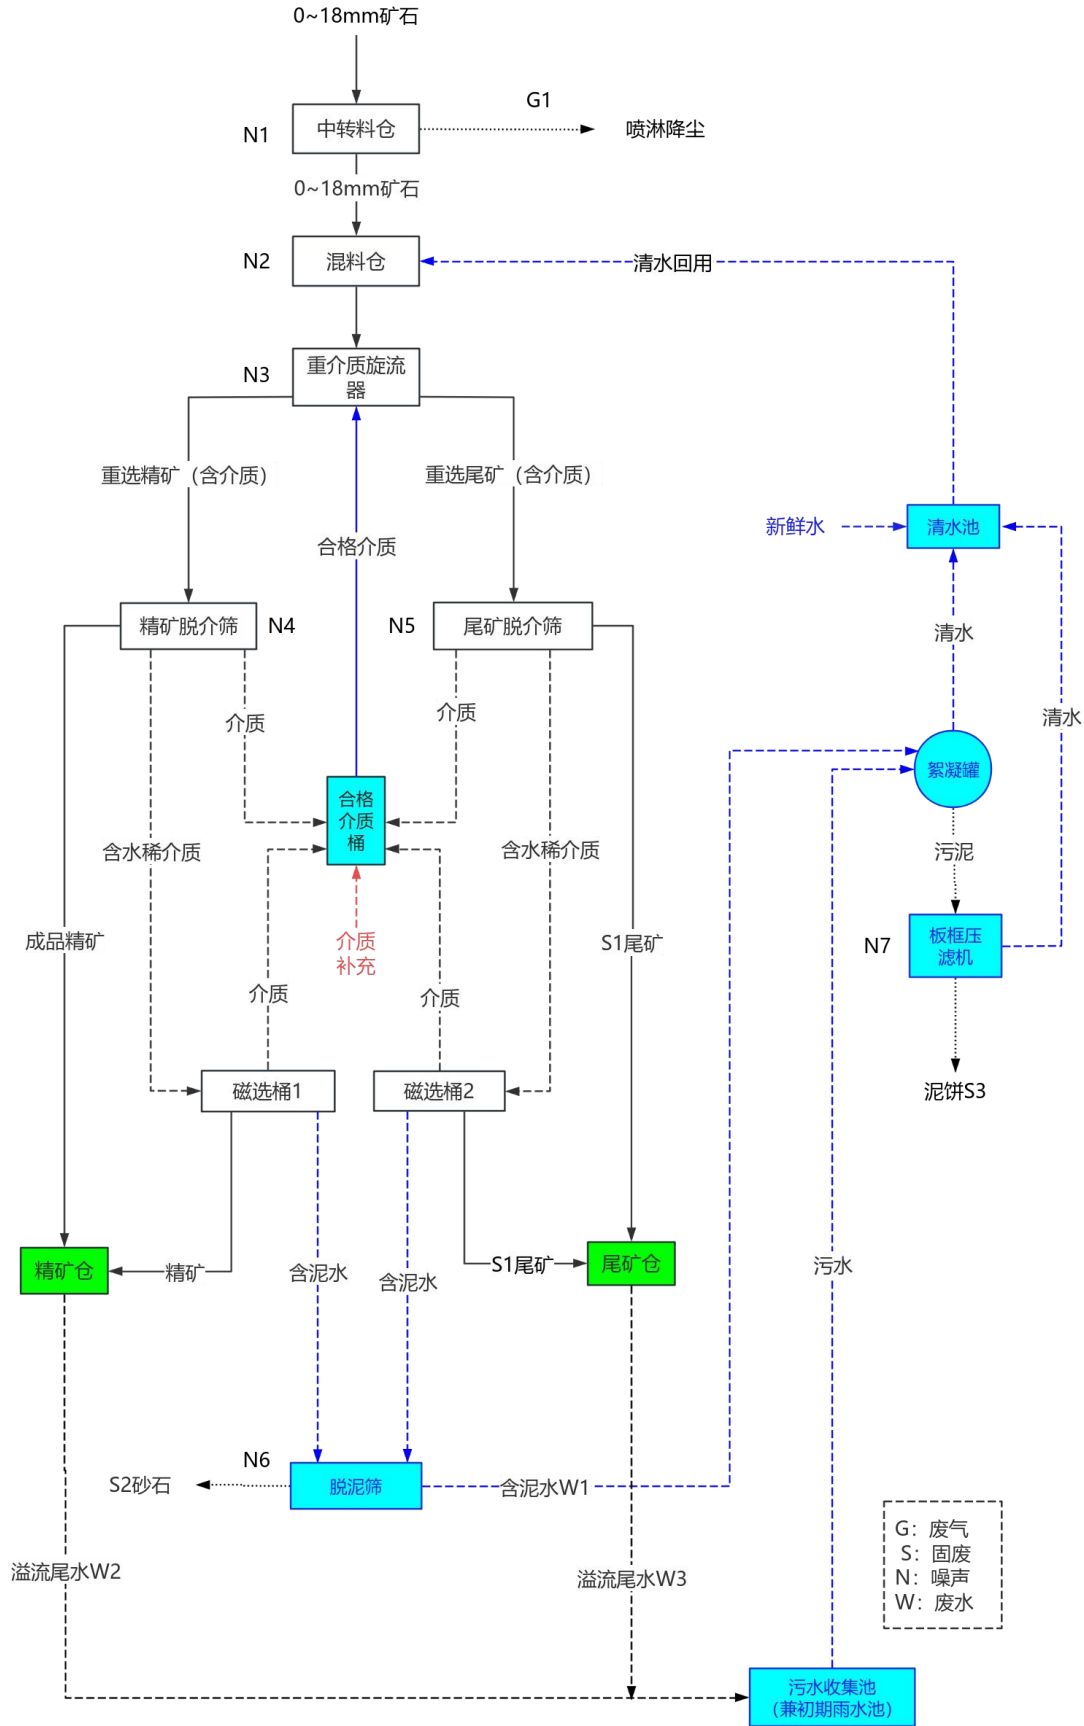 0~18mm矿石
G1
N1
中转料仓
喷淋降尘
0~18mm矿石
N2
混料仓
清水回用
N3
重介质旋流
器
重选精矿（含介质）
重选尾矿（含介质）
新鲜水
清水池
合格介质
精矿脱介筛
N4
N5
尾矿脱介筛
清水
介质
介质
清水
絮凝罐
合格
介质
桶
含水稀介质
含水稀介质
污泥
成品精矿
介质
补充
S1尾矿
N7
板框压
滤机
介质
介质
磁选桶1
磁选桶2
泥饼S3
精矿仓
精矿
含泥水
含泥水
S1尾矿
尾矿仓
污水
N6
S2砂石
脱泥筛
含泥水W1
溢流尾水W2
溢流尾水W3
G：废气
S：固废
N：噪声
W：废水
污水收集池
（兼初期雨水池）